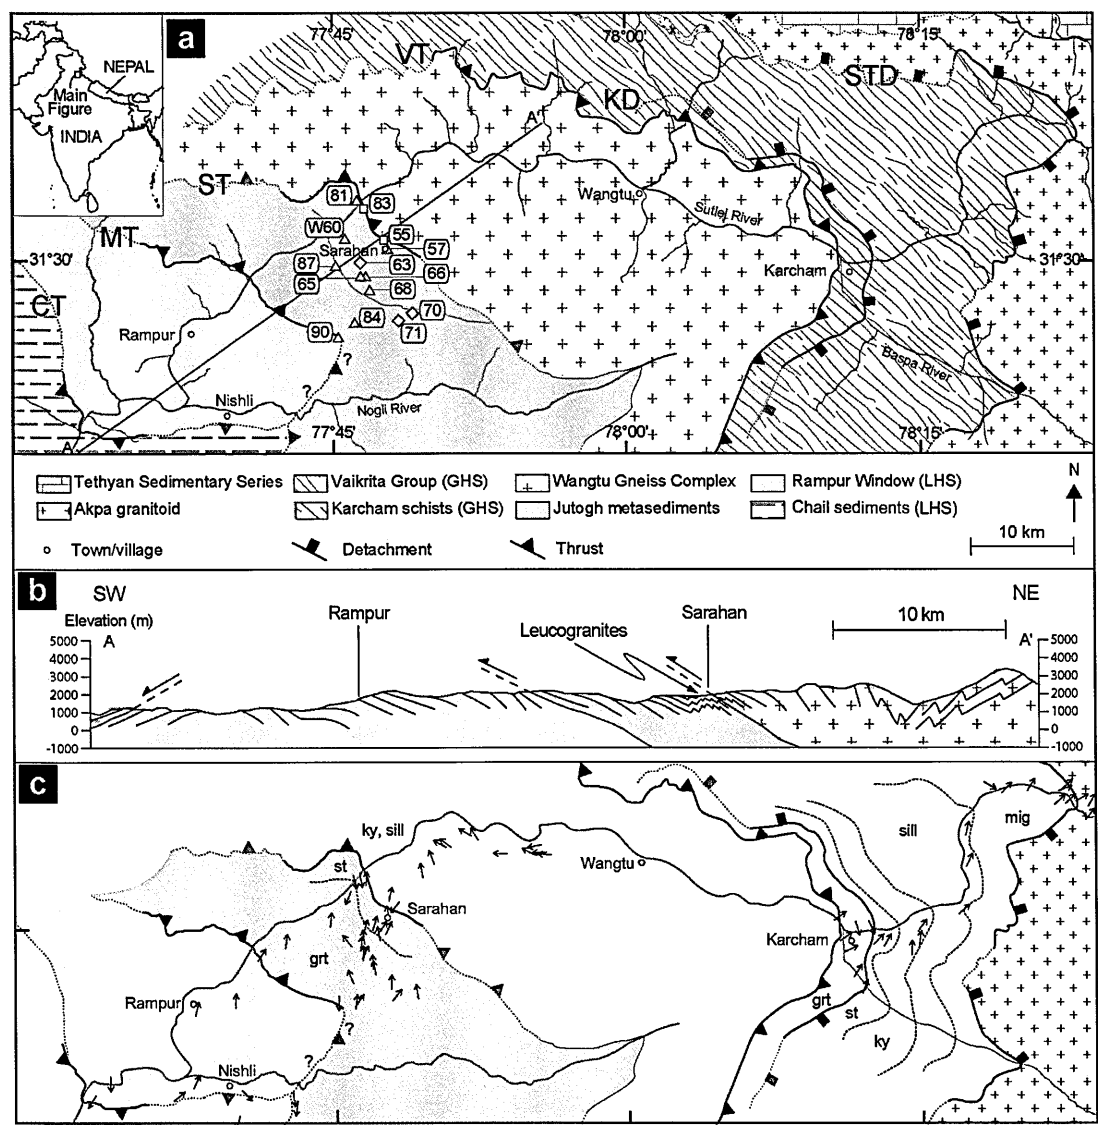 a
77°45'
78°00'
78°15'
VT
KD
STD
NEPAL
Main
Figure
INDIA
A'
ST
81
83
Wangtu
Sutlej River
W60
55
MT
Sarahan
57
31°30'
87
63
66
Karcham
31°30'
65
68
CT
70
84
71
Rampur
90
?
Baspa River
?
Nishli
Nogli River
A
77°45'
78°00'
78°15'
Tethyan Sedimentary Series
Vaikrita Group (GHS)
Wangtu Gneiss Complex
Rampur Window (LHS)
N
Akpa granitoid
Karcham schists (GHS)
Jutogh metasediments
Chail sediments (LHS)
Town/village
Detachment
Thrust
10 km
b
SW
Rampur
Sarahan
10 km
NE
Elevation (m)
Leucogranites
A
A'
5000
4000
3000
2000
1000
0
-1000
5000
4000
3000
2000
1000
0
-1000
c
ky, sill
sill
mig
st
Wangtu
Sarahan
Karcham
grt
Rampur
grt
st
?
ky
?
Nishli